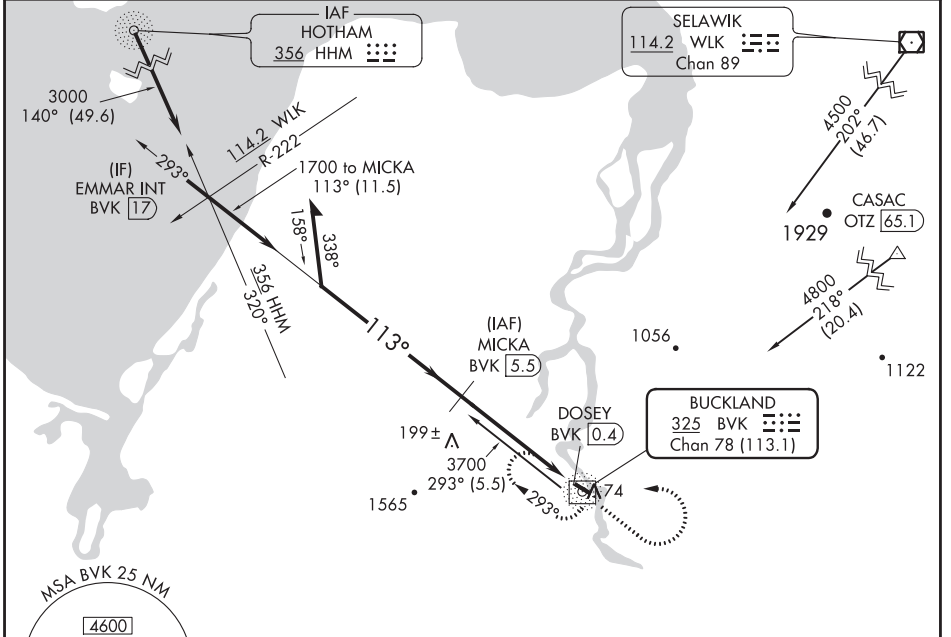 IAF
HOTHAM
356 HHM
SELAWIK
114.2 WLK
Chan 89
3000
140° (49.6)
4500
202°
(46.7)
114.2 WLK
R-222
293°
(IF)
EMMAR INT
BVK 17
1700 to MICKA
113° (11.5)
158°
338°
CASAC
OTZ 65.1
1929
356 HHM
320°
4800
218°
(20.4)
113°
(IAF)
MICKA
BVK 5.5
1056
1122
DOSEY
BVK 0.4
BUCKLAND
325 BVK
Chan 78 (113.1)
199±
3700
293° (5.5)
1565
293°
74
MSA BVK 25 NM
4600